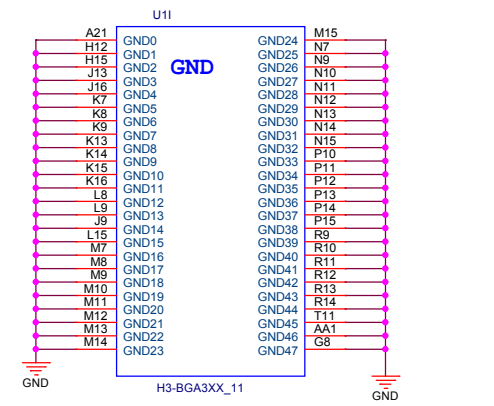 U1I
GND
A21 GND0 GND24 M15
H12 GND1 GND25 N7
H15 GND2 GND26 N9
J13 GND3 GND27 N10
J16 GND4 GND28 N11
K7 GND5 GND29 N12
K8 GND6 GND30 N13
K9 GND7 GND31 N14
K13 GND8 GND32 N15
K14 GND9 GND33 P10
K15 GND10 GND34 P11
K16 GND11 GND35 P12
L8 GND12 GND36 P13
L9 GND13 GND37 P14
J9 GND14 GND38 P15
L15 GND15 GND39 R9
M7 GND16 GND40 R10
M8 GND17 GND41 R11
M9 GND18 GND42 R12
M10 GND19 GND43 R13
M11 GND20 GND44 R14
M12 GND21 GND45 T11
M13 GND22 GND46 AA1
M14 GND23 GND47 G8
GND
H3-BGA3XX_11
GND